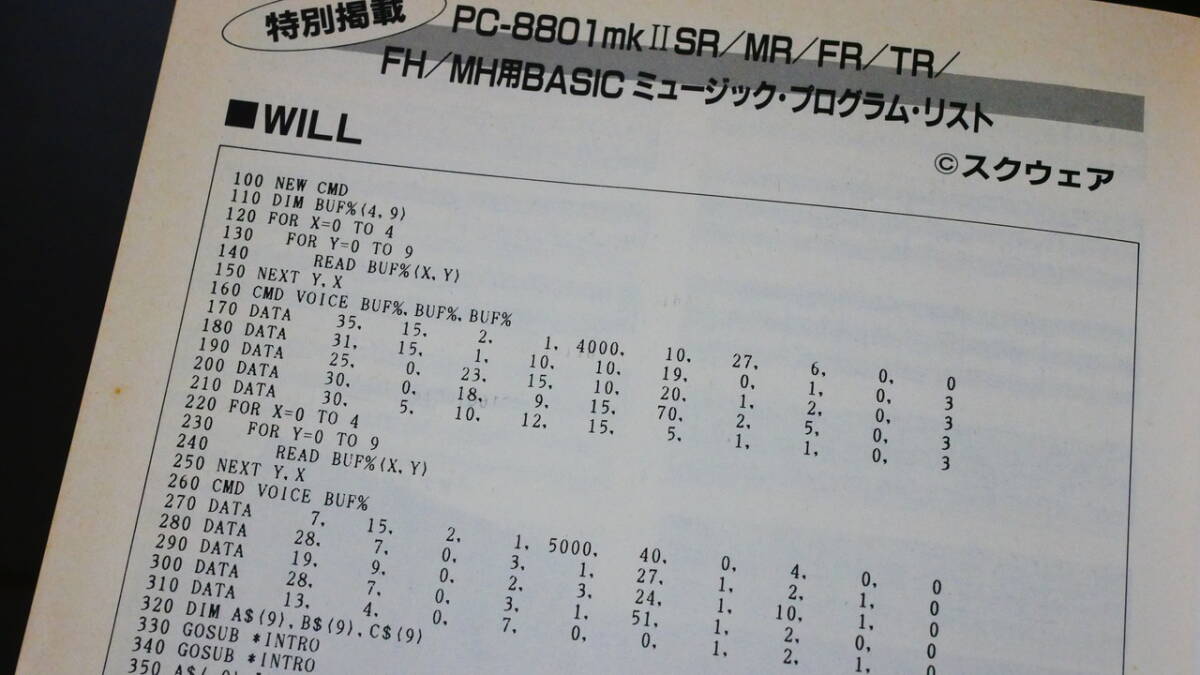 特別掲載
PC-8801mkⅡSR/MR/FR/TR/
FH/MH用BASICミュージック・プログラム・リスト
■WILL
©スクウェア
100 NEW CMD
110 DIM BUF%(4,9)
120 FOR X=0 TO 4
130   FOR Y=0 TO 9
140     READ BUF%(X,Y)
150 NEXT Y,X
160 CMD VOICE BUF%,BUF%,BUF%
170 DATA 35, 15, 2, 1, 4000, 10, 27, 6, 0, 0
180 DATA 31, 15, 1, 10, 10, 19, 0, 1, 0, 3
190 DATA 25, 0, 23, 15, 10, 20, 1, 2, 0, 3
200 DATA 30, 0, 18, 9, 15, 70, 2, 5, 0, 3
210 DATA 30, 5, 10, 12, 15, 5, 1, 1, 0, 3
220 FOR X=0 TO 4
230   FOR Y=0 TO 9
240     READ BUF%(X,Y)
250 NEXT Y,X
260 CMD VOICE BUF%
270 DATA 7, 15, 2, 1, 5000, 40, 0, 4, 0, 0
280 DATA 28, 7, 0, 3, 1, 27, 1, 2, 1, 0
290 DATA 19, 9, 0, 2, 3, 24, 1, 10, 1, 0
300 DATA 28, 7, 0, 3, 1, 51, 1, 2, 0, 0
310 DATA 13, 4, 0, 7, 0, 0, 1, 2, 1, 0
320 DIM A$(9),B$(9),C$(9)
330 GOSUB *INTRO
340 GOSUB *INTRO
350